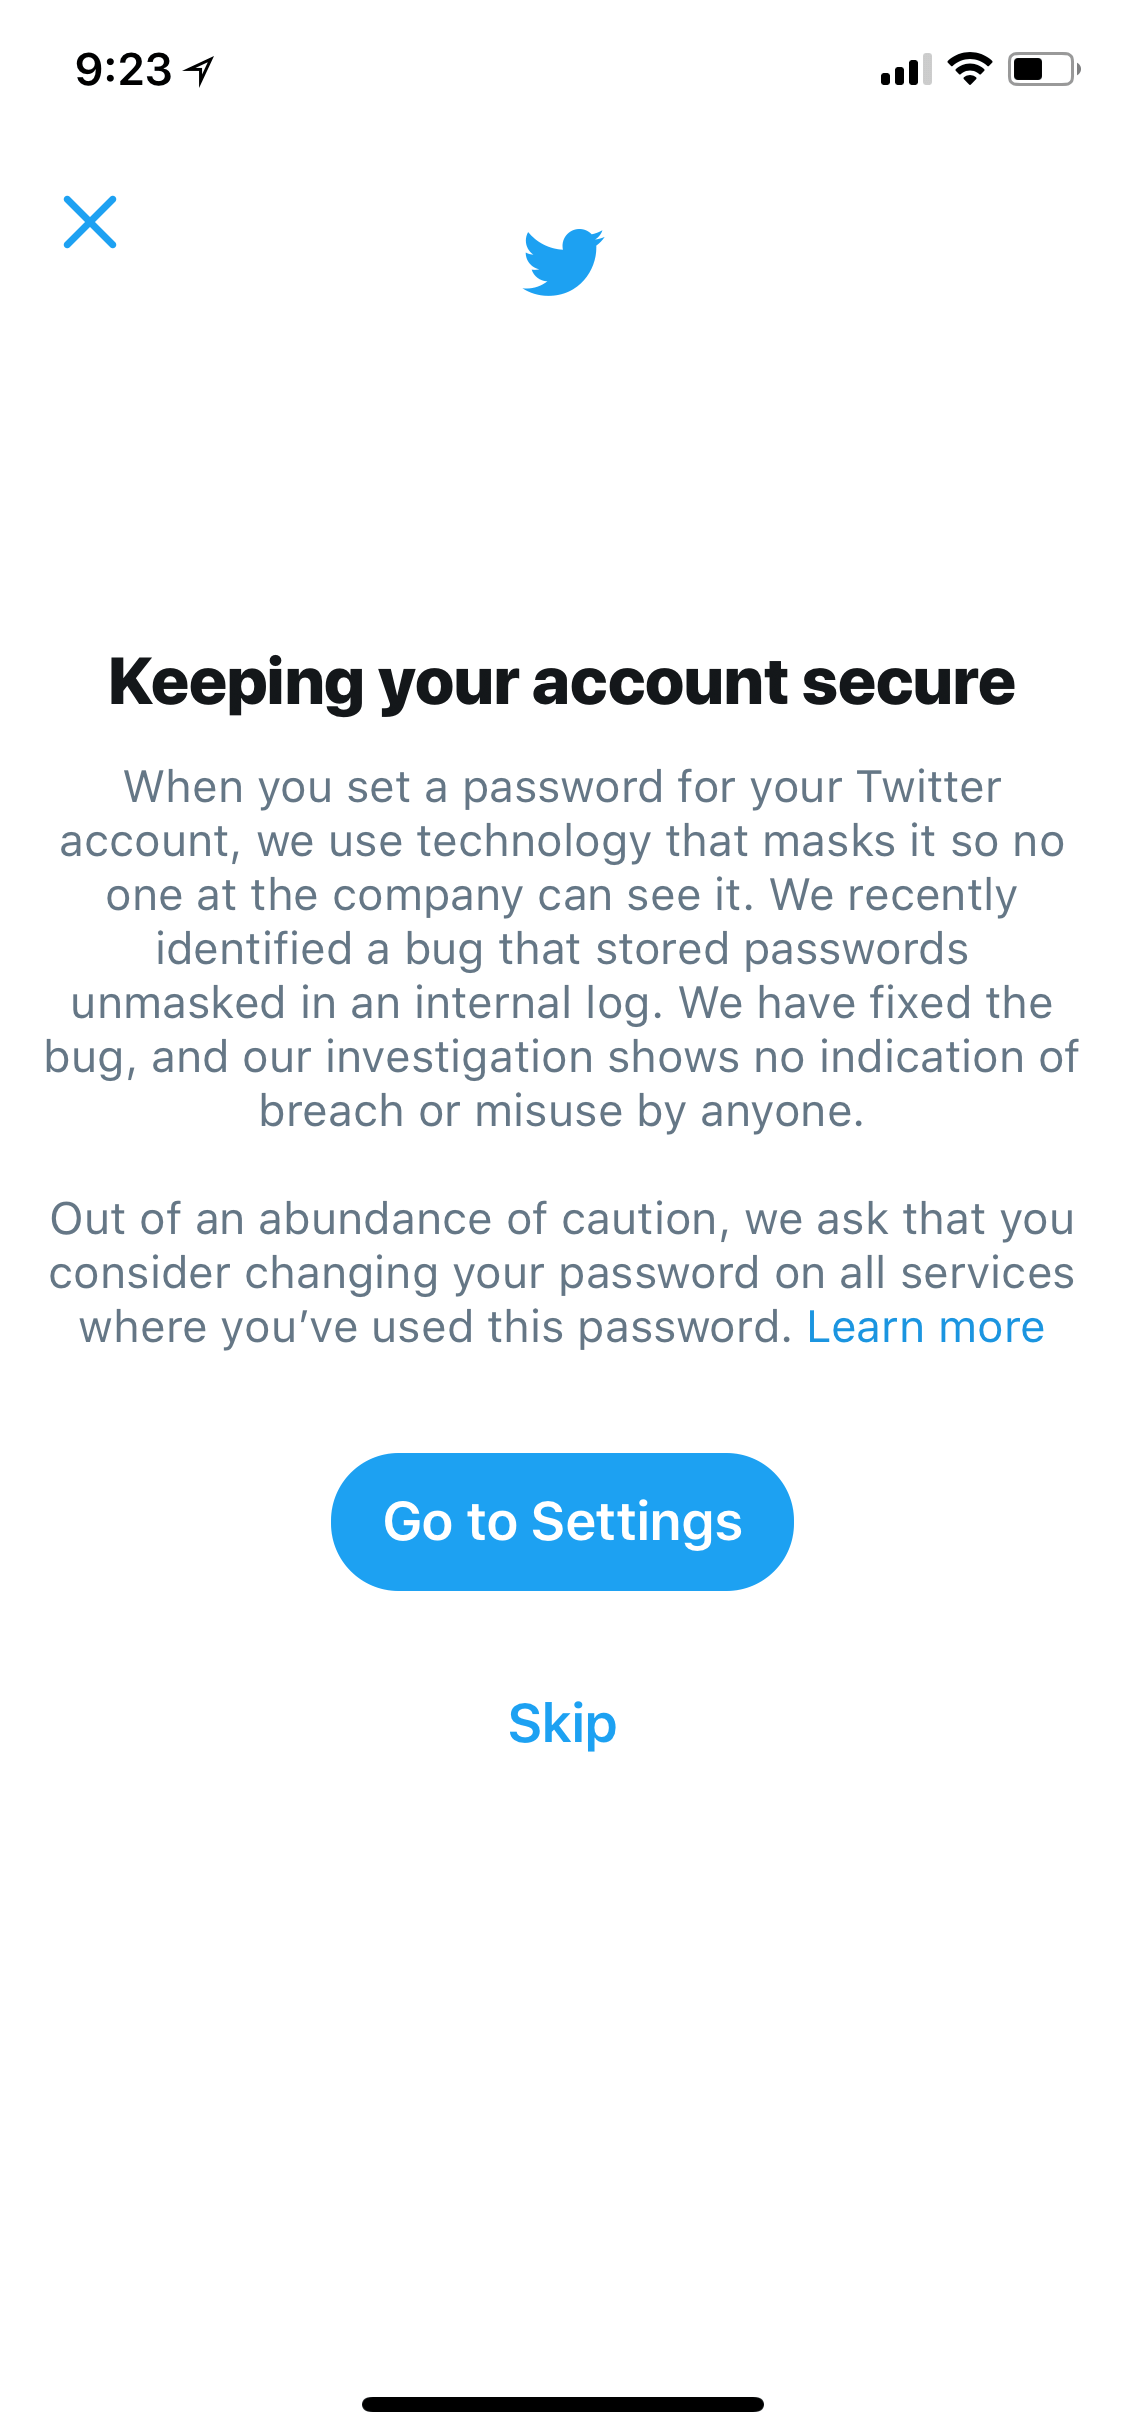 9:23
Keeping your account secure
When you set a password for your Twitter
account, we use technology that masks it so no
one at the company can see it. We recently
identified a bug that stored passwords
unmasked in an internal log. We have fixed the
bug, and our investigation shows no indication of
breach or misuse by anyone.
Out of an abundance of caution, we ask that you
consider changing your password on all services
where you’ve used this password. Learn more
Go to Settings
Skip